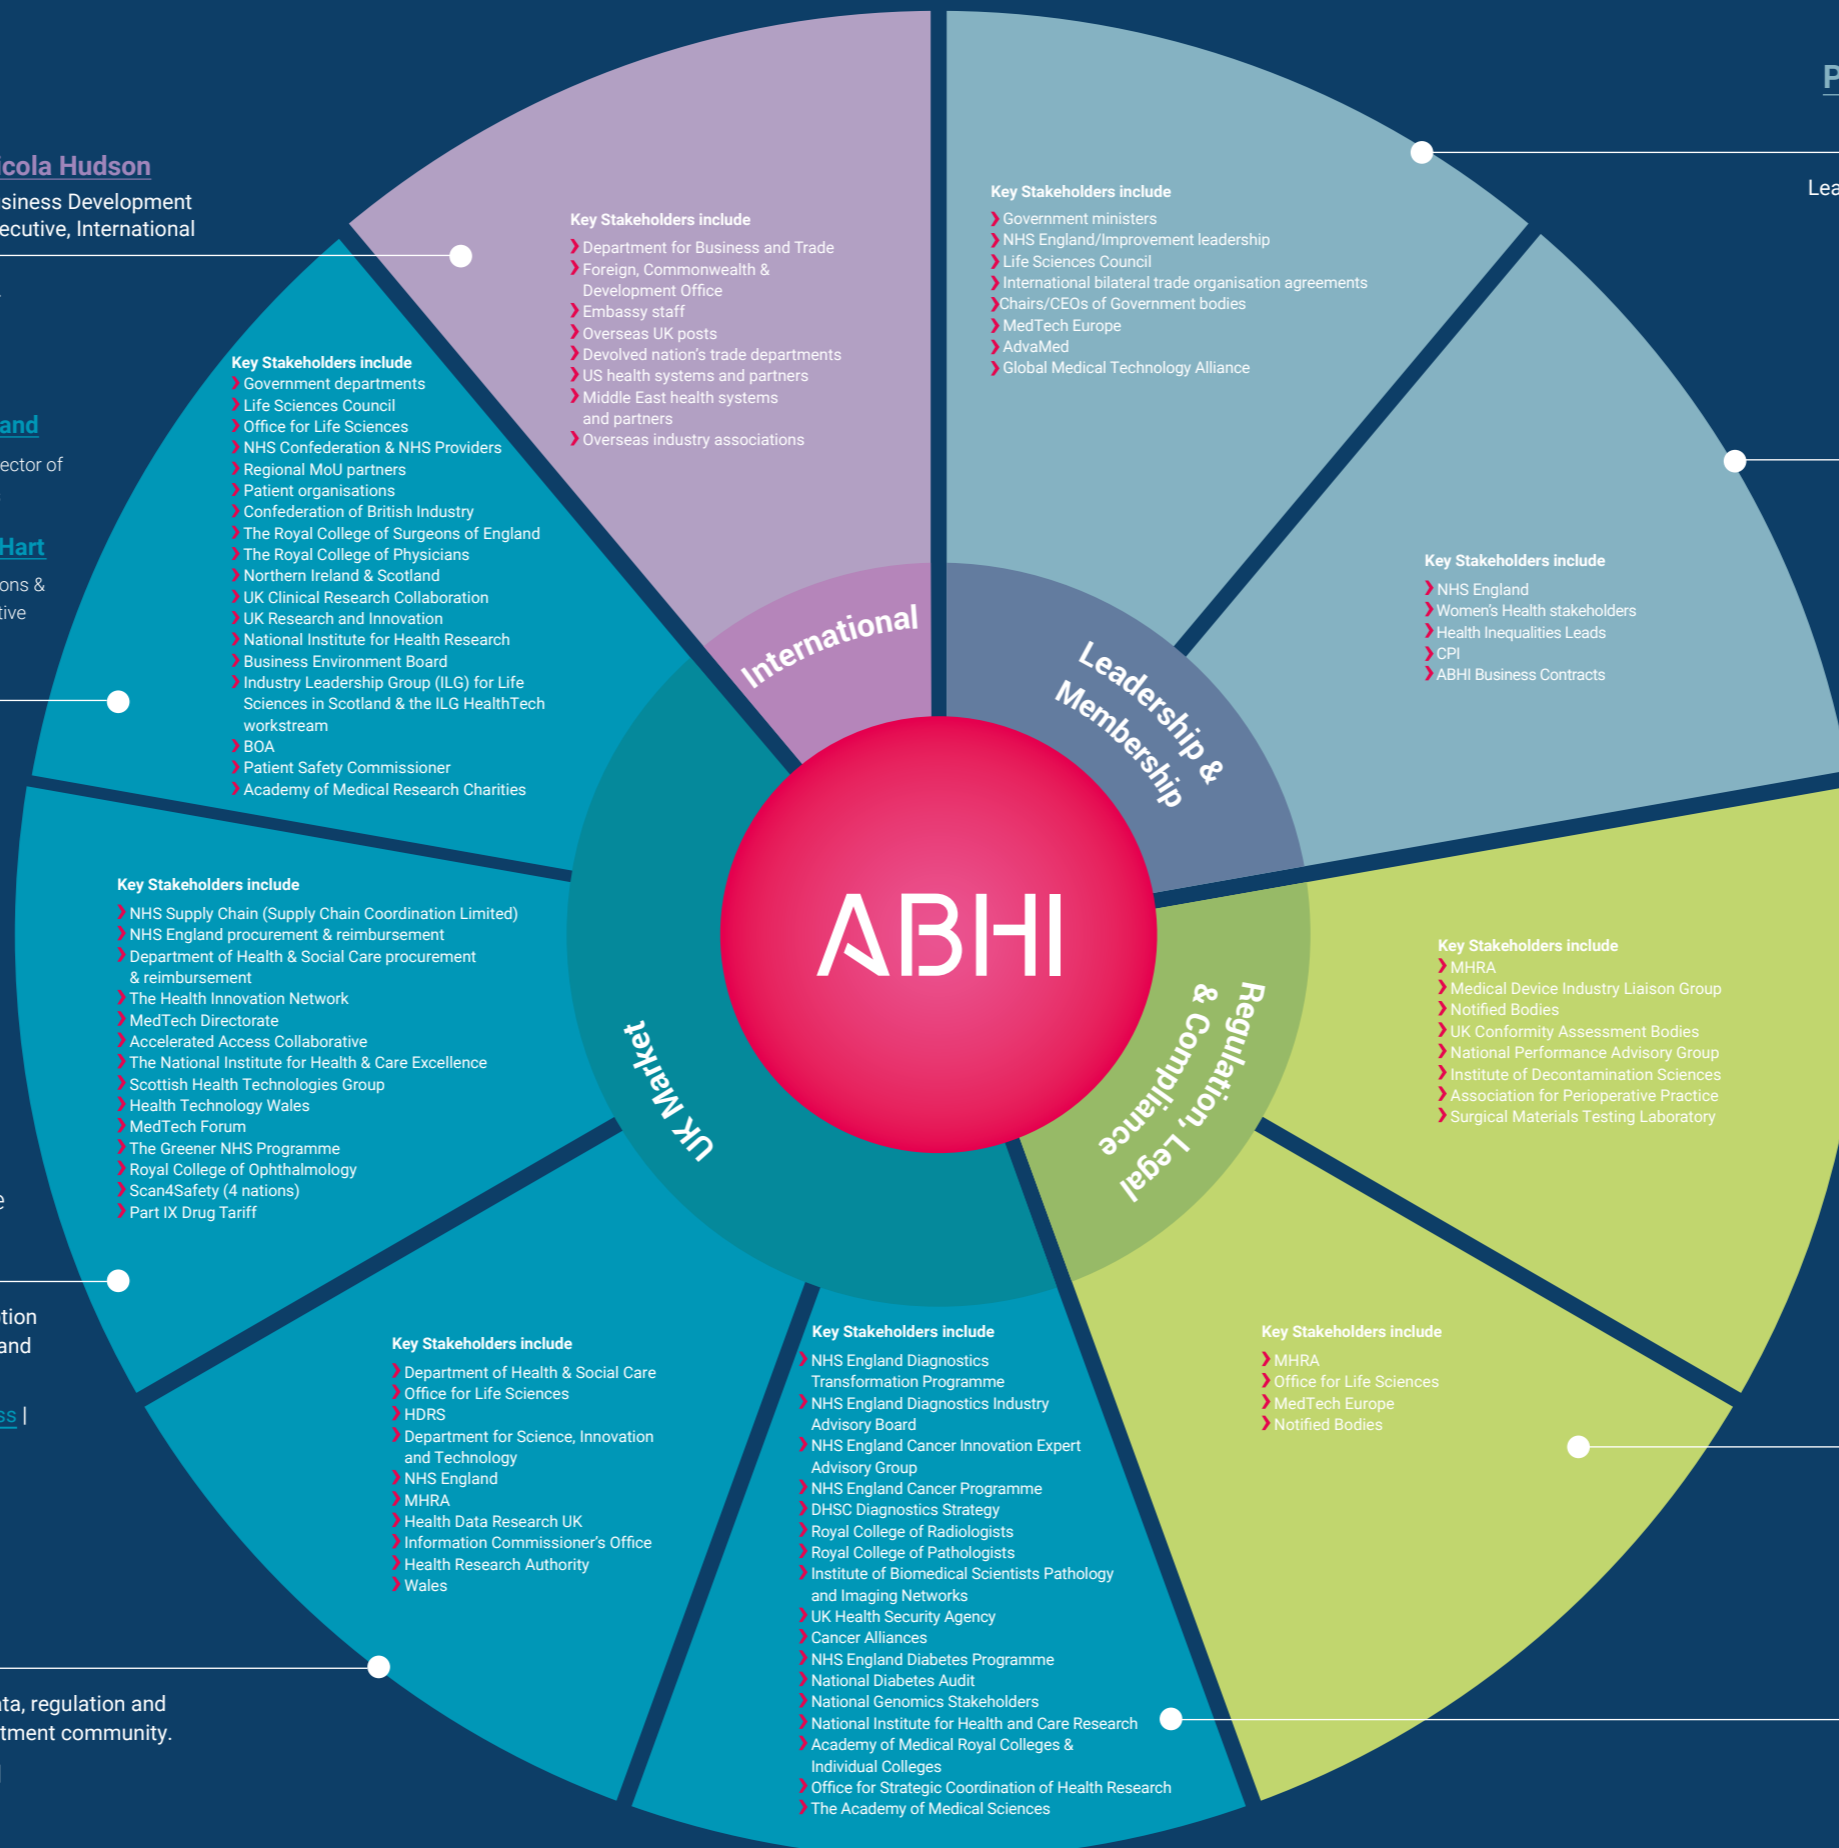 Nicola Hudson
siness Development
ecutive, International
and
ector of
Hart
ons &
tive
e
tion
and
ss |
ta, regulation and
tment community.
P
Lea
Key Stakeholders include
Department for Business and Trade
Foreign, Commonwealth &
Development Office
Embassy staff
Overseas UK posts
Devolved nation's trade departments
US health systems and partners
Middle East health systems
and partners
Overseas industry associations
Key Stakeholders include
Government ministers
NHS England/Improvement leadership
Life Sciences Council
International bilateral trade organisation agreements
Chairs/CEOs of Government bodies
MedTech Europe
AdvaMed
Global Medical Technology Alliance
Key Stakeholders include
Government departments
Life Sciences Council
Office for Life Sciences
NHS Confederation & NHS Providers
Regional MoU partners
Patient organisations
Confederation of British Industry
The Royal College of Surgeons of England
The Royal College of Physicians
Northern Ireland & Scotland
UK Clinical Research Collaboration
UK Research and Innovation
National Institute for Health Research
Business Environment Board
Industry Leadership Group (ILG) for Life
Sciences in Scotland & the ILG HealthTech
workstream
BOA
Patient Safety Commissioner
Academy of Medical Research Charities
Key Stakeholders include
NHS England
Women's Health stakeholders
Health Inequalities Leads
CPI
ABHI Business Contracts
International
Leadership &
Membership
ABHI
UK Market
Regulation, Legal
& Compliance
Key Stakeholders include
NHS Supply Chain (Supply Chain Coordination Limited)
NHS England procurement & reimbursement
Department of Health & Social Care procurement
& reimbursement
The Health Innovation Network
MedTech Directorate
Accelerated Access Collaborative
The National Institute for Health & Care Excellence
Scottish Health Technologies Group
Health Technology Wales
MedTech Forum
The Greener NHS Programme
Royal College of Ophthalmology
Scan4Safety (4 nations)
Part IX Drug Tariff
Key Stakeholders include
MHRA
Medical Device Industry Liaison Group
Notified Bodies
UK Conformity Assessment Bodies
National Performance Advisory Group
Institute of Decontamination Sciences
Association for Perioperative Practice
Surgical Materials Testing Laboratory
Key Stakeholders include
Department of Health & Social Care
Office for Life Sciences
HDRS
Department for Science, Innovation
and Technology
NHS England
MHRA
Health Data Research UK
Information Commissioner's Office
Health Research Authority
Wales
Key Stakeholders include
NHS England Diagnostics
Transformation Programme
NHS England Diagnostics Industry
Advisory Board
NHS England Cancer Innovation Expert
Advisory Group
NHS England Cancer Programme
DHSC Diagnostics Strategy
Royal College of Radiologists
Royal College of Pathologists
Institute of Biomedical Scientists Pathology
and Imaging Networks
UK Health Security Agency
Cancer Alliances
NHS England Diabetes Programme
National Diabetes Audit
National Genomics Stakeholders
National Institute for Health and Care Research
Academy of Medical Royal Colleges &
Individual Colleges
Office for Strategic Coordination of Health Research
The Academy of Medical Sciences
Key Stakeholders include
MHRA
Office for Life Sciences
MedTech Europe
Notified Bodies